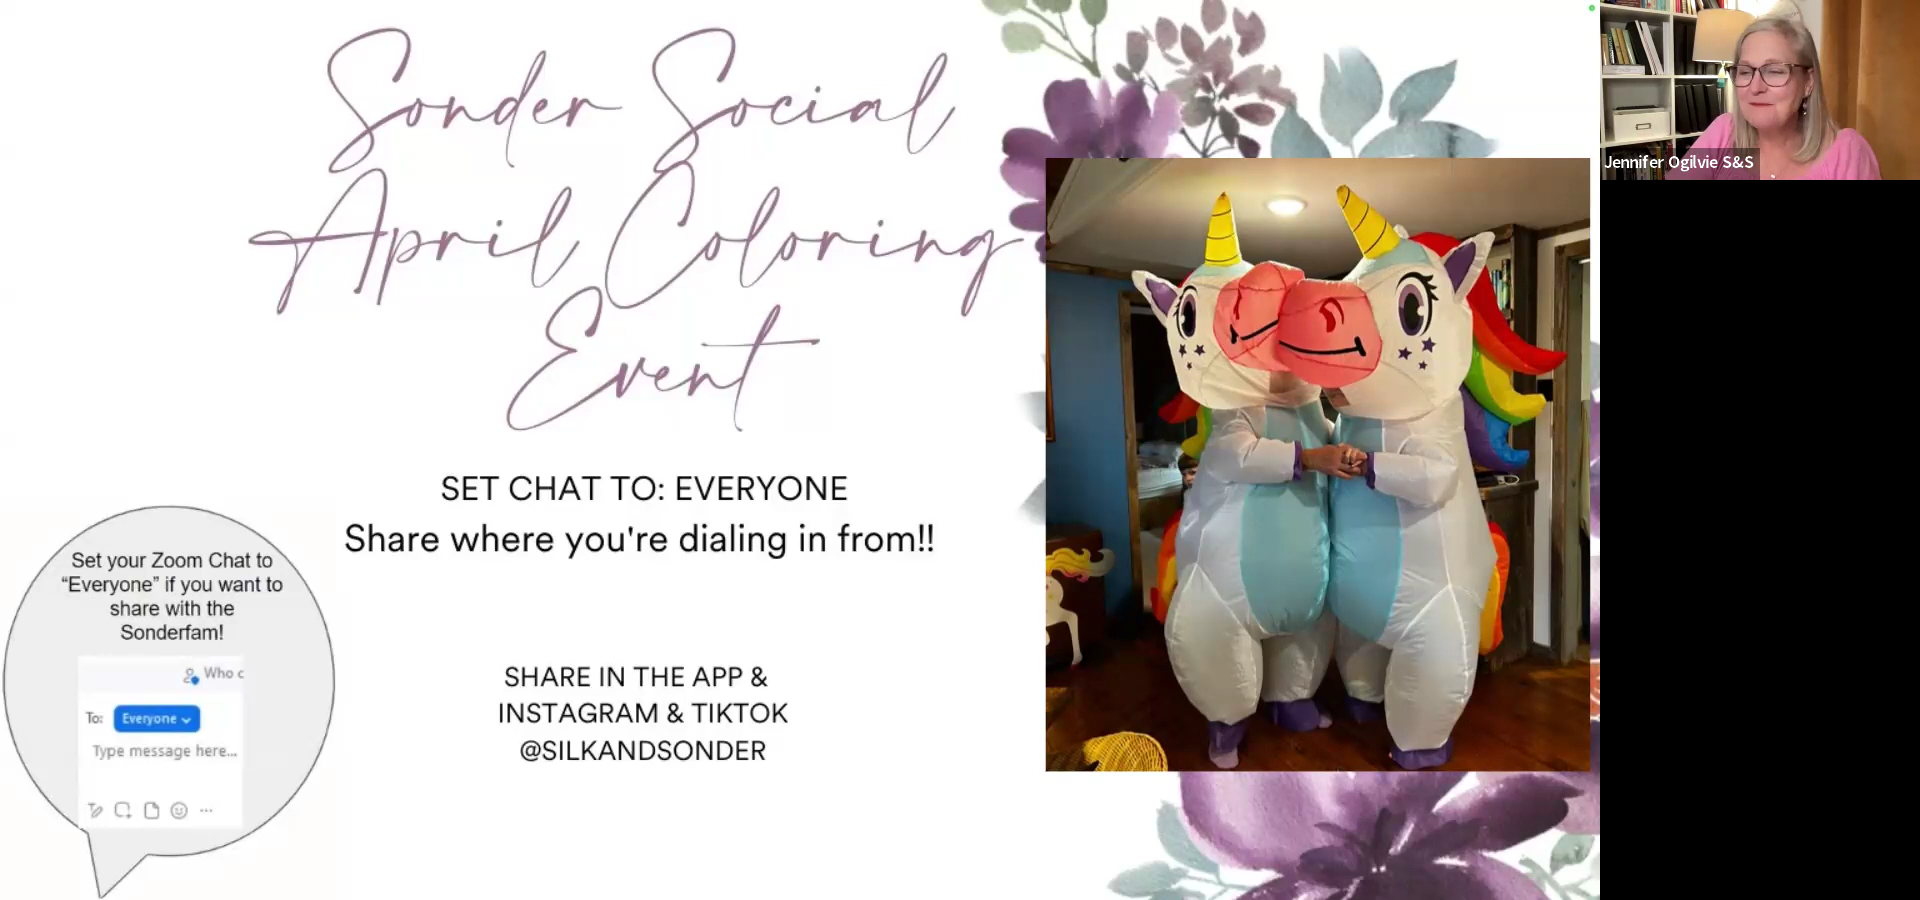 Sonder Social
April Coloring
Event
SET CHAT TO: EVERYONE
Share where you're dialing in from!!
Set your Zoom Chat to
“Everyone” if you want to
share with the
Sonderfam!
Who c
To: Everyone
Type message here...
SHARE IN THE APP &
INSTAGRAM & TIKTOK
@SILKANDSONDER
Jennifer Ogilvie S&S